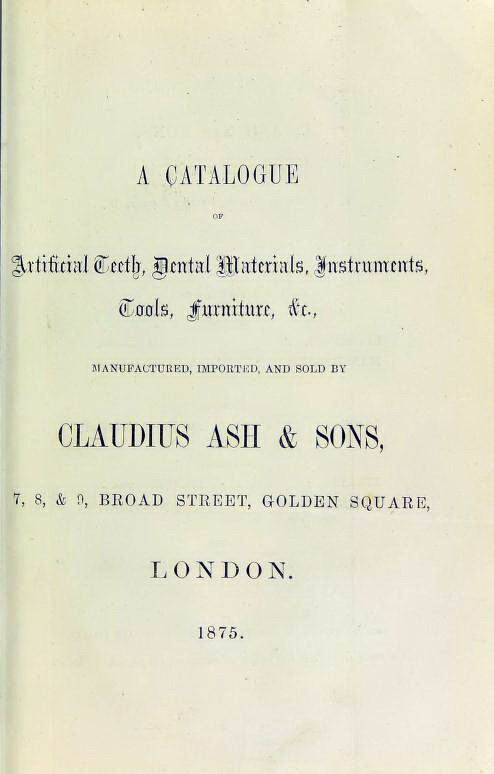 A CATALOGUE
OF
Artificial Teeth, Dental Materials, Instruments,
Tools, Furniture, &c.,
MANUFACTURED, IMPORTED, AND SOLD BY
CLAUDIUS ASH & SONS,
7, 8, & 9, BROAD STREET, GOLDEN SQUARE,
LONDON.
1875.